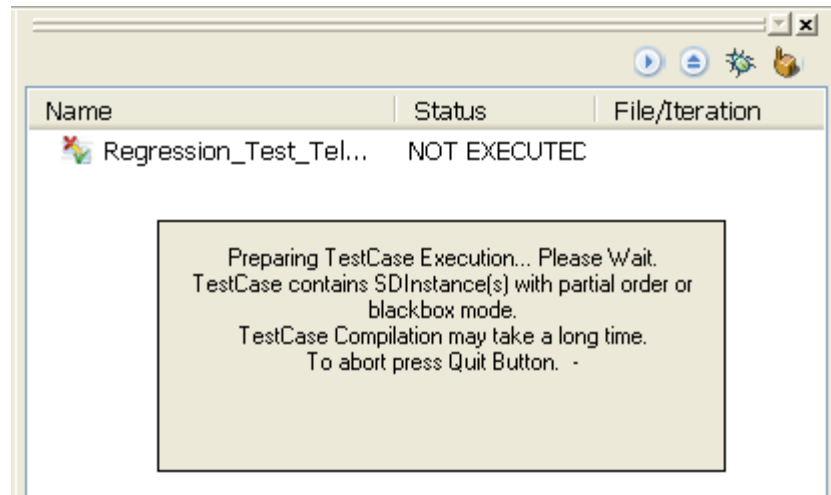 Name Status File/Iteration
Regression_Test_Tel... NOT EXECUTED
Preparing TestCase Execution... Please Wait.
TestCase contains SDInstance(s) with partial order or
blackbox mode.
TestCase Compilation may take a long time.
To abort press Quit Button. -